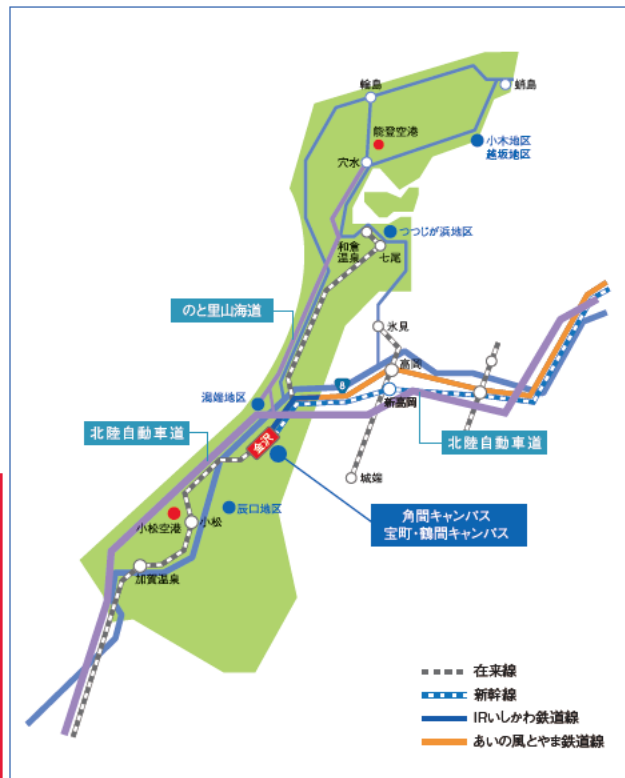 輪島
蛸島
能登空港
小木地区
越坂地区
穴水
つつじが浜地区
和倉
温泉
七尾
のと里山海道
氷見
高岡
8
新高岡
潟端地区
北陸自動車道
金沢
北陸自動車道
城端
辰口地区
角間キャンパス
宝町・鶴間キャンパス
小松空港
小松
加賀温泉
在来線
新幹線
IRいしかわ鉄道線
あいの風とやま鉄道線